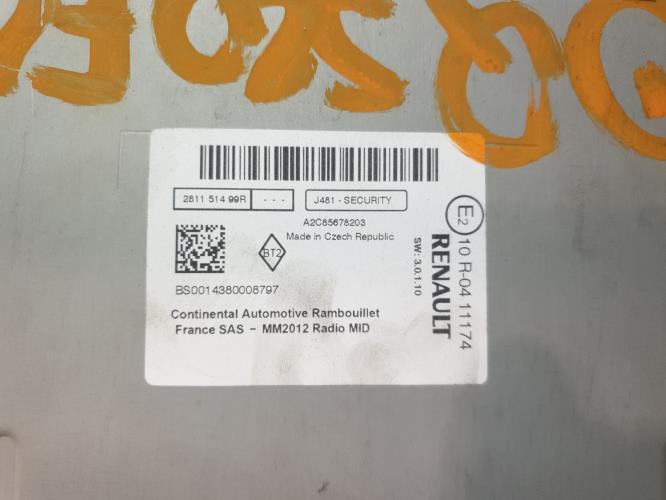 2811 514 99R - - - J481 - SECURITY
A2C85678203
Made in Czech Republic
BT2
BS0014380008797
Continental Automotive Rambouillet
France SAS - MM2012 Radio MID
SW: 3.0.1:10
RENAULT
E2 10 R-04 11174